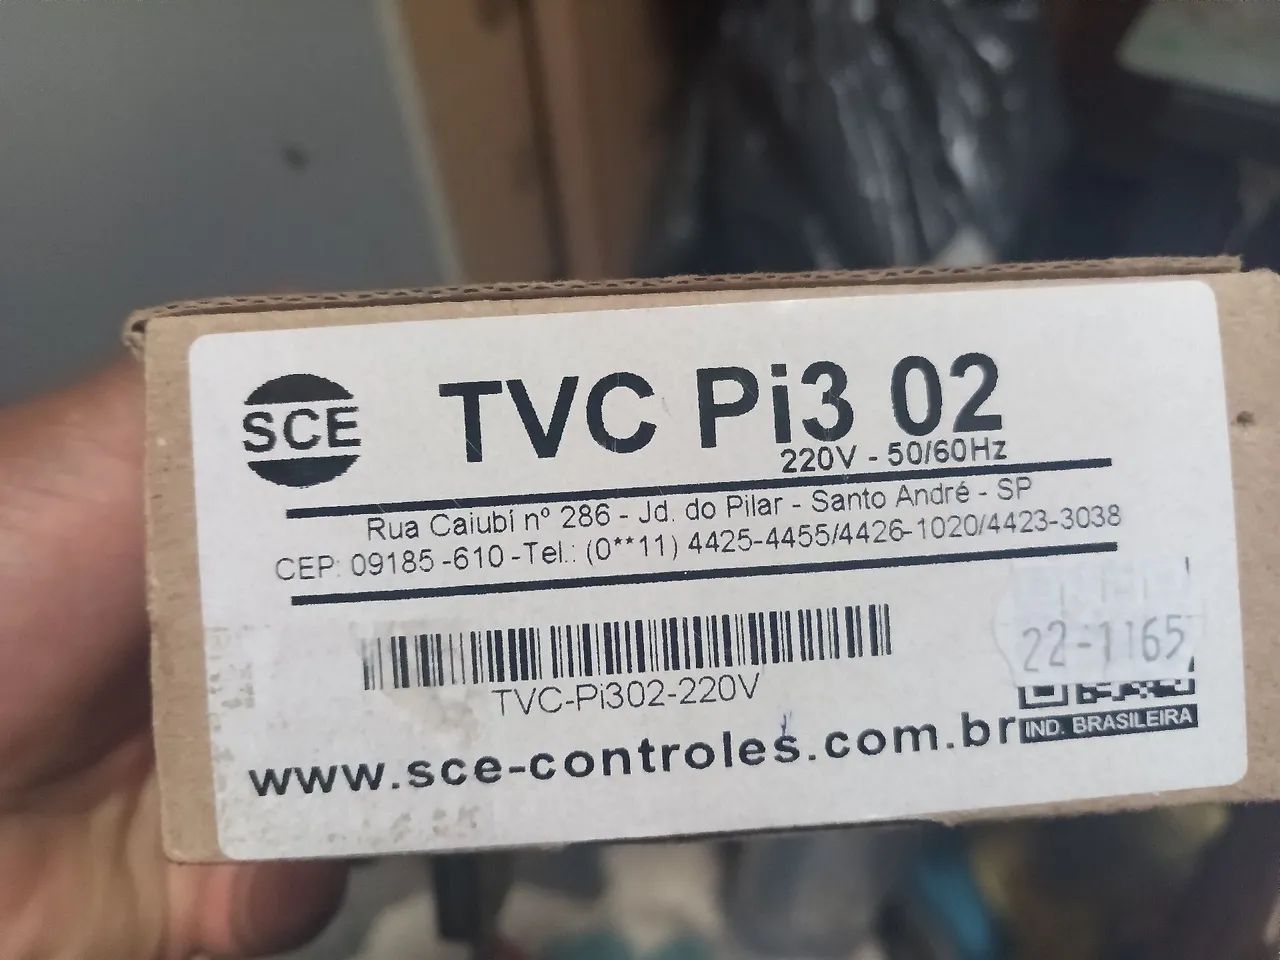 SCE
TVC Pi3 02
220V - 50/60Hz
Rua Caiubí nº 286 - Jd. do Pilar - Santo André - SP
CEP: 09185-610 -Tel.: (0**11) 4425-4455/4426-1020/4423-3038
22-1165
TVC-Pi302-220V
www.sce-controles.com.br
IND. BRASILEIRA